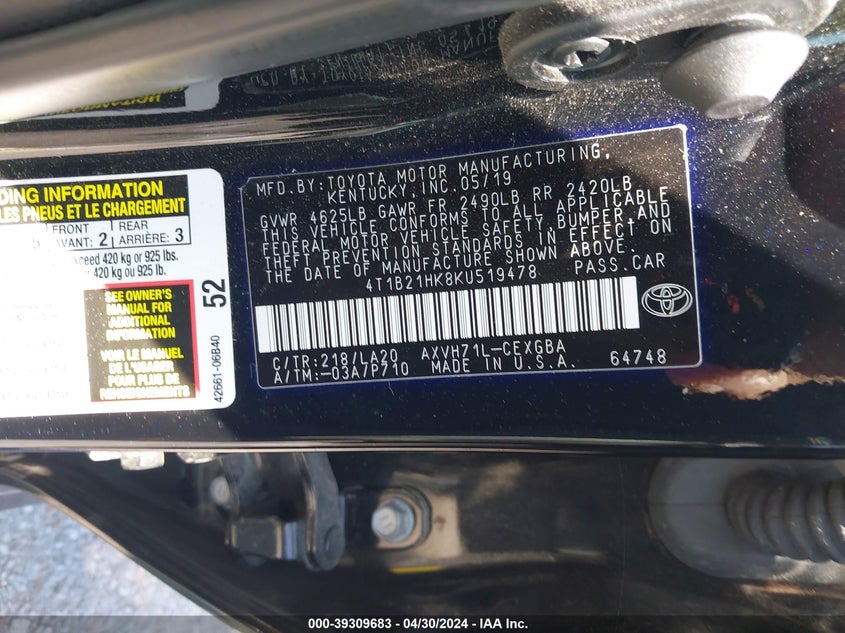 DING INFORMATION
LES PNEUS ET LE CHARGEMENT
FRONT
AVANT: 2
REAR
ARRIÈRE: 3
exceed 420 kg or 925 lbs.
420 kg ou 925 lb.
SEE OWNER'S
MANUAL FOR
ADDITIONAL
INFORMATION
VOIR LE MANUEL
DE L'USAGER
POUR PLUS DE
RENSEIGNEMENTS
52
42661-06B40
MFD.BY:TOYOTA MOTOR MANUFACTURING,
KENTUCKY,INC.05/19
GVWR 4625LB GAWR FR 2490LB RR 2420LB
THIS VEHICLE CONFORMS TO ALL APPLICABLE
FEDERAL MOTOR VEHICLE SAFETY,BUMPER,AND
THEFT PREVENTION STANDARDS IN EFFECT ON
THE DATE OF MANUFACTURE SHOWN ABOVE.
4T1B21HK8KU519478 PASS.CAR
C/TR:218/LA20 AXVH71L-CEXGBA
A/TM:-03A7P710 MADE IN U.S.A. 64748
000-39309683 - 04/30/2024 - IAA Inc.